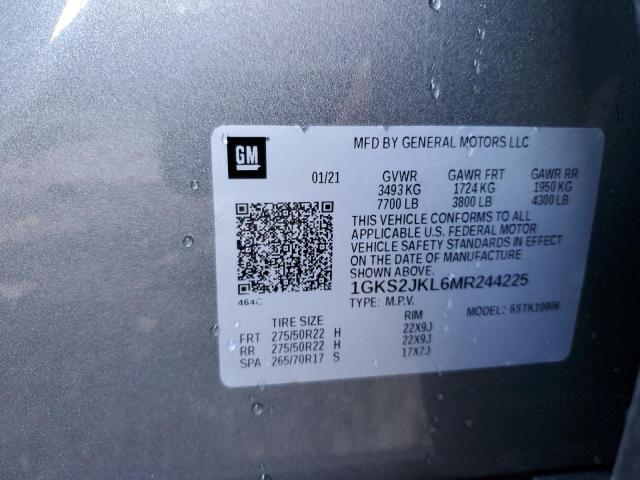 GM
MFD BY GENERAL MOTORS LLC
01/21 GVWR GAWR FRT GAWR RR
3493 KG 1724 KG 1950 KG
7700 LB 3800 LB 4300 LB
THIS VEHICLE CONFORMS TO ALL
APPLICABLE U.S. FEDERAL MOTOR
VEHICLE SAFETY STANDARDS IN EFFECT
ON THE DATE OF MANUFACTURE
SHOWN ABOVE.
1GKS2JKL6MR244225
464C
TYPE: M.P.V. MODEL: 6STK10906
TIRE SIZE RIM
FRT 275/50R22 H 22X9J
RR 275/50R22 H 22X9J
SPA 265/70R17 S 17X7J